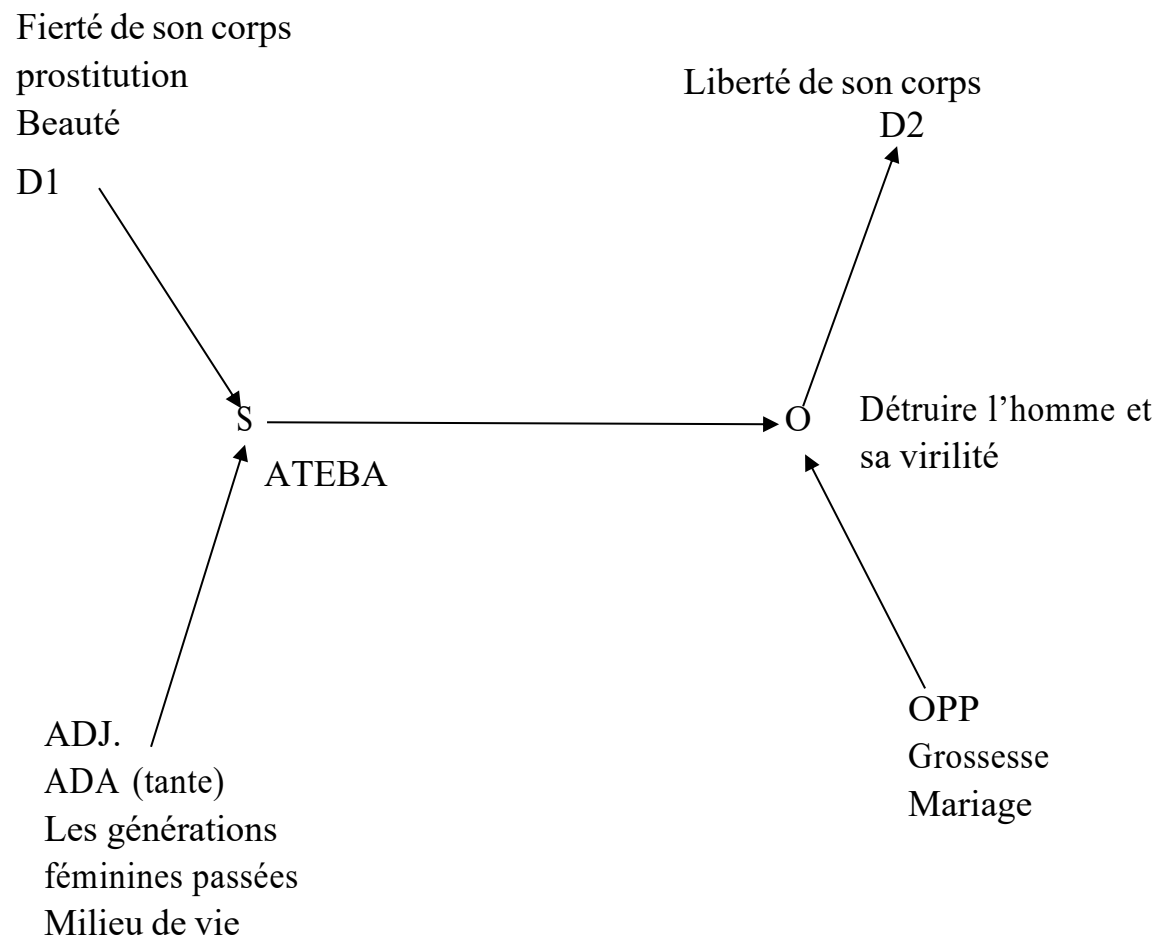 Fierté de son corps
prostitution
Beauté
D1
Liberté de son corps
D2
S
ATEBA
O
Détruire l’homme et
sa virilité
ADJ.
ADA (tante)
Les générations
féminines passées
Milieu de vie
OPP
Grossesse
Mariage